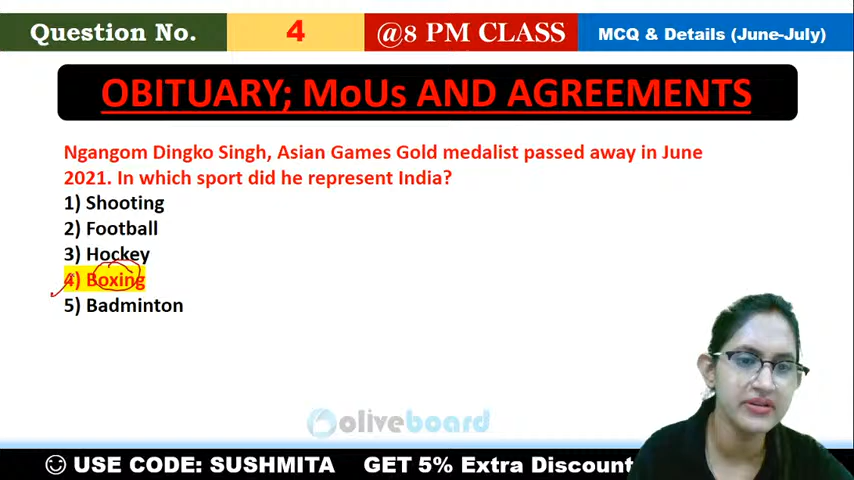 Question No.
4
@8 PM CLASS
MCQ & Details (June-July)
OBITUARY; MoUs AND AGREEMENTS
Ngangom Dingko Singh, Asian Games Gold medalist passed away in June
2021. In which sport did he represent India?
1) Shooting
2) Football
3) Hockey
4) Boxing
5) Badminton
oliveboard
USE CODE: SUSHMITA GET 5% Extra Discount